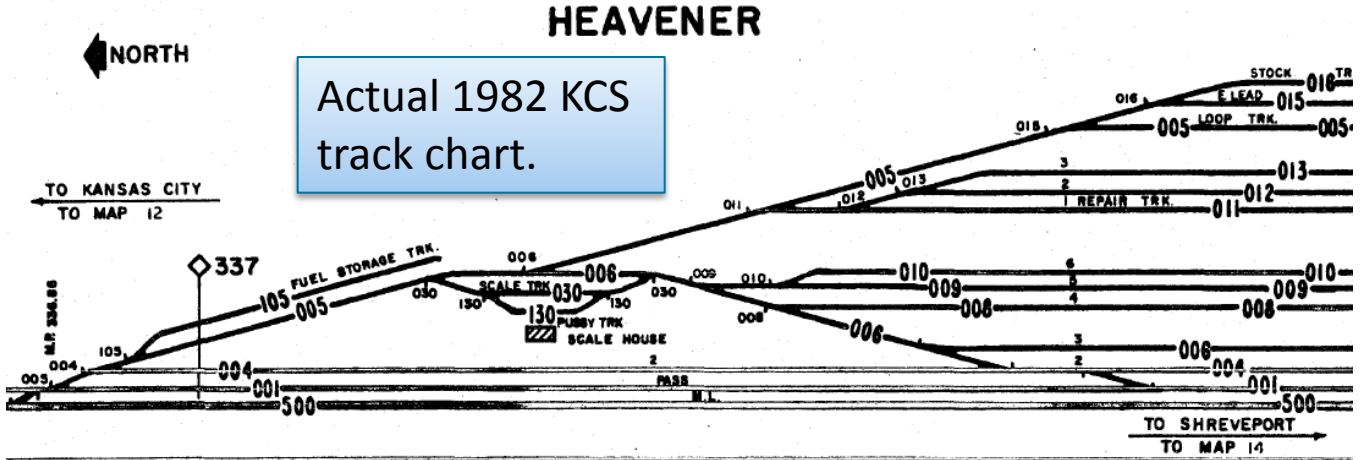 HEAVENER
NORTH
Actual 1982 KCS
track chart.
STOCK 016 TR
016 E LEAD 015
015 005 LOOP TRK. 005
3 013
005
013 2 012
TO KANSAS CITY
TO MAP 12
011 012 1 REPAIR TRK. 011
337
FUEL STORAGE TRK.
105
006
006 009 010 6 010
SCALE TRK. 030 009 5 009
030 130 130 030
130 PUSSY TRK 008 008 4 008
SCALE HOUSE
005
006
M.P. 336.86
105
3 006
004 004 2 2 004
003 001 PASS 001
500 M.L. 500
TO SHREVEPORT
TO MAP 14